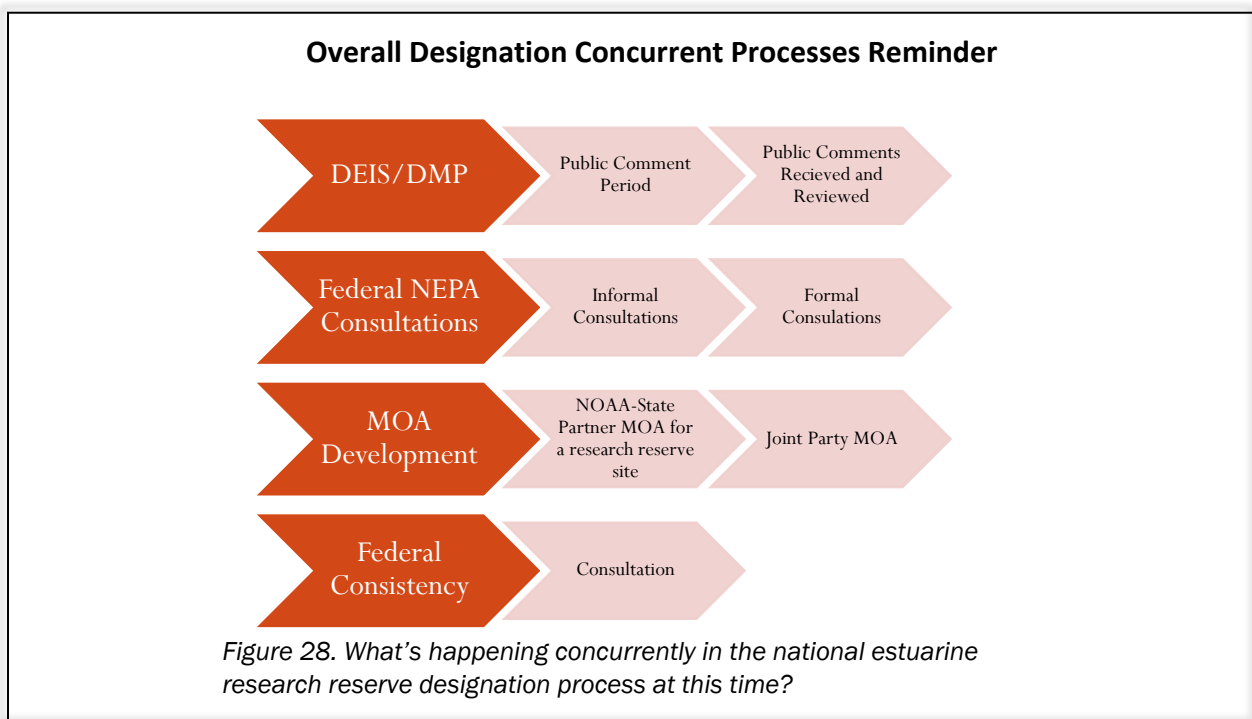 Overall Designation Concurrent Processes Reminder
DEIS/DMP
Public Comment
Period
Public Comments
Recieved and
Reviewed
Federal NEPA
Consultations
Informal
Consultations
Formal
Consulations
MOA
Development
NOAA-State
Partner MOA for
a research reserve
site
Joint Party MOA
Federal
Consistency
Consultation
Figure 28. What’s happening concurrently in the national estuarine
research reserve designation process at this time?